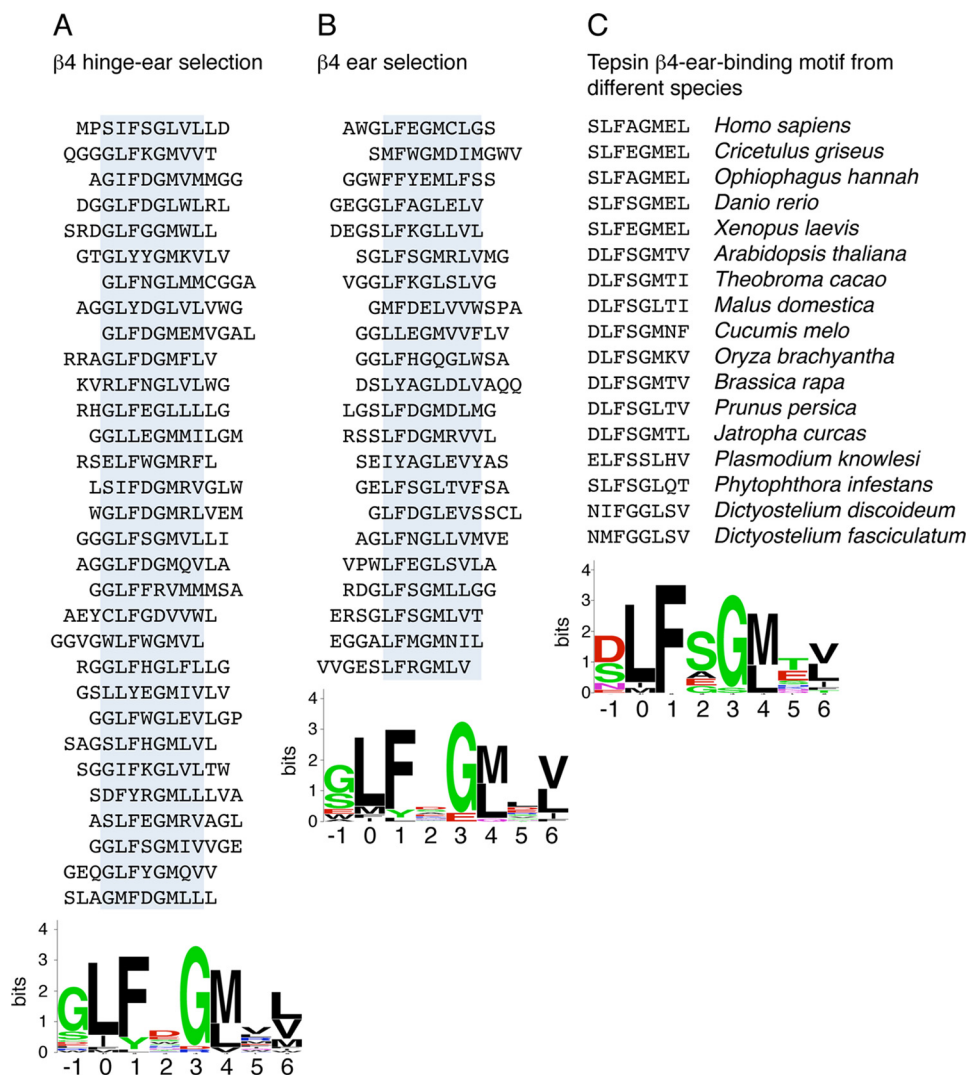 A
β4 hinge-ear selection
MPSIFSGLVLLD
QGGGLFKGMVVT
AGIFDGMVMMGG
DGGLFDGLWLRL
SRDGLFGGMWLL
GTGLYYGMKVLV
GLFNGLMMCGGA
AGGLYDGLVLVWG
GLFDGMEMVGAL
RRAGLFDGMFLV
KVRLFNGLVLWG
RHGLFEGLLLLG
GGLLEGMMILGM
RSELFWGMRFL
LSIFDGMRVGLW
WGLFDGMRLVEM
GGGLFSGMVLLI
AGGLFDGMQVLA
GGLFFRVMMMSA
AEYCLFGDVVWL
GGVGWLFWGMVL
RGGLFHGLFLLG
GSLLYEGMIVLV
GGLFWGLEVLGP
SAGSLFHGMLVL
SGGIFKGLVLTW
SDFYRGMLLLVA
ASLFEGMRVAGL
GGLFSGMIVVGE
GEQGLFYGMQVV
SLAGMFDGMLLL
bits
4
3
2
1
0
-1 0 1 2 3 4 5 6
B
β4 ear selection
AWGLFEGMCLGS
SMFWGMDIMGWV
GGWFFYEMLFSS
GEGGLFAGLELV
DEGSLFKGLLVL
SGLFSGMRLVMG
VGGLFKGLSLVG
GMFDELVVWSPA
GGLLEGMVVFLV
GGLFHGQGLWSA
DSLYAGLDLVAQQ
LGSLFDGMDLMG
RSSLFDGMRVVL
SEIYAGLEVYAS
GELFSGLTVFSA
GLFDGLEVSSCL
AGLFNGLLVMVE
VPWLFEGLSVLA
RDGLFSGMLLGG
ERSGLFSGMLVT
EGGALFMGMNIL
VVGESLFRGMLV
bits
4
3
2
1
0
-1 0 1 2 3 4 5 6
C
Tepsin β4-ear-binding motif from
different species
SLFAGMEL Homo sapiens
SLFEGMEL Cricetulus griseus
SLFAGMEL Ophiophagus hannah
SLFSGMEL Danio rerio
SLFEGMEL Xenopus laevis
DLFSGMTV Arabidopsis thaliana
DLFSGMTI Theobroma cacao
DLFSGLTI Malus domestica
DLFSGMNF Cucumis melo
DLFSGMKV Oryza brachyantha
DLFSGMTV Brassica rapa
DLFSGLTV Prunus persica
DLFSGMTL Jatropha curcas
ELFSSLHV Plasmodium knowlesi
SLFSGLQT Phytophthora infestans
NIFGGLSV Dictyostelium discoideum
NMFGGLSV Dictyostelium fasciculatum
bits
4
3
2
1
0
-1 0 1 2 3 4 5 6